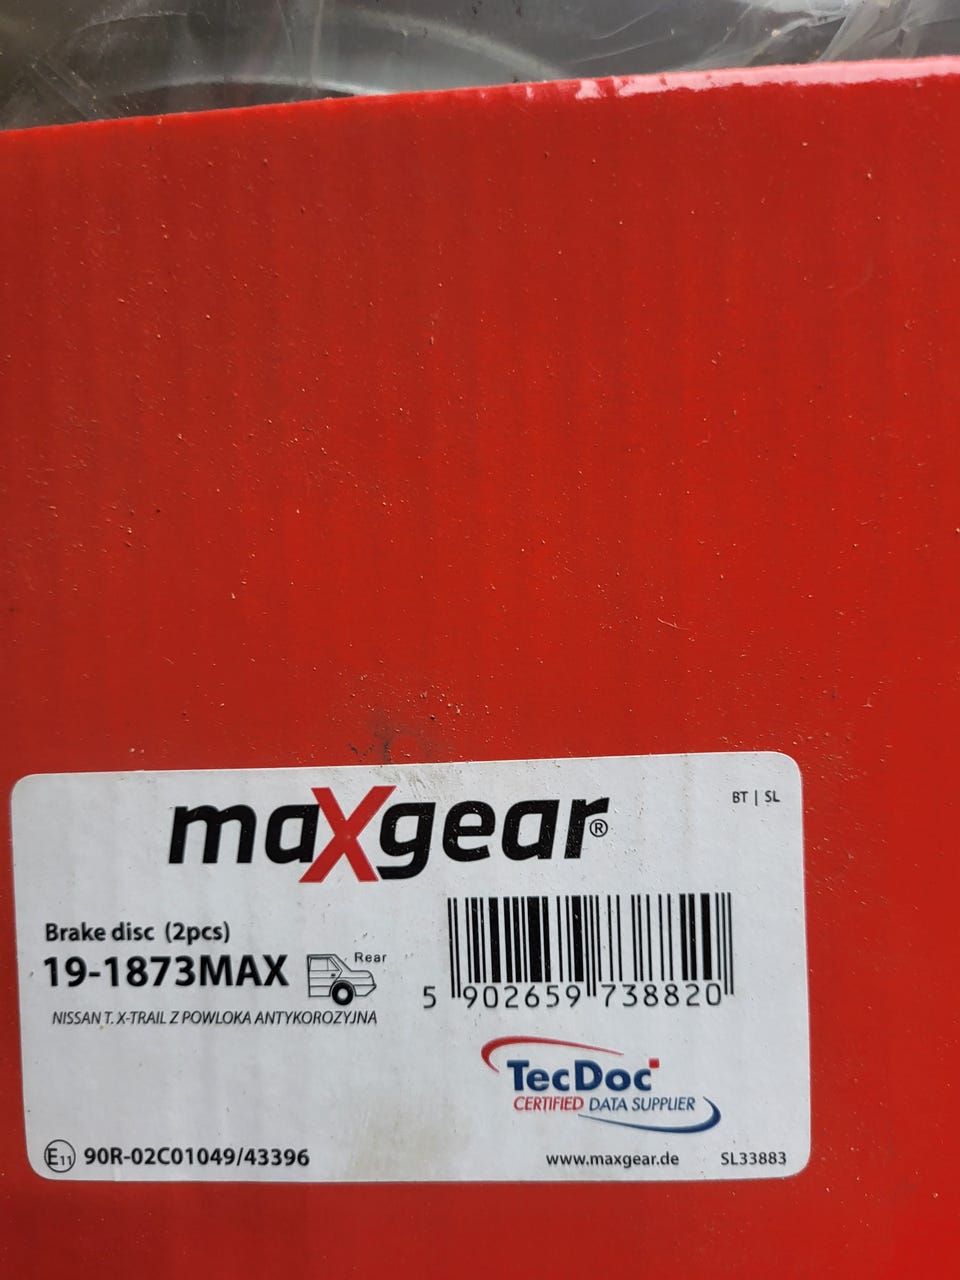 maxgear®
BT | SL
Brake disc (2pcs)
19-1873MAX
Rear
NISSAN T. X-TRAIL Z POWLOKA ANTYKOROZYJNA
5 902659 738820
TecDoc
CERTIFIED DATA SUPPLIER
E11 90R-02C01049/43396
www.maxgear.de
SL33883